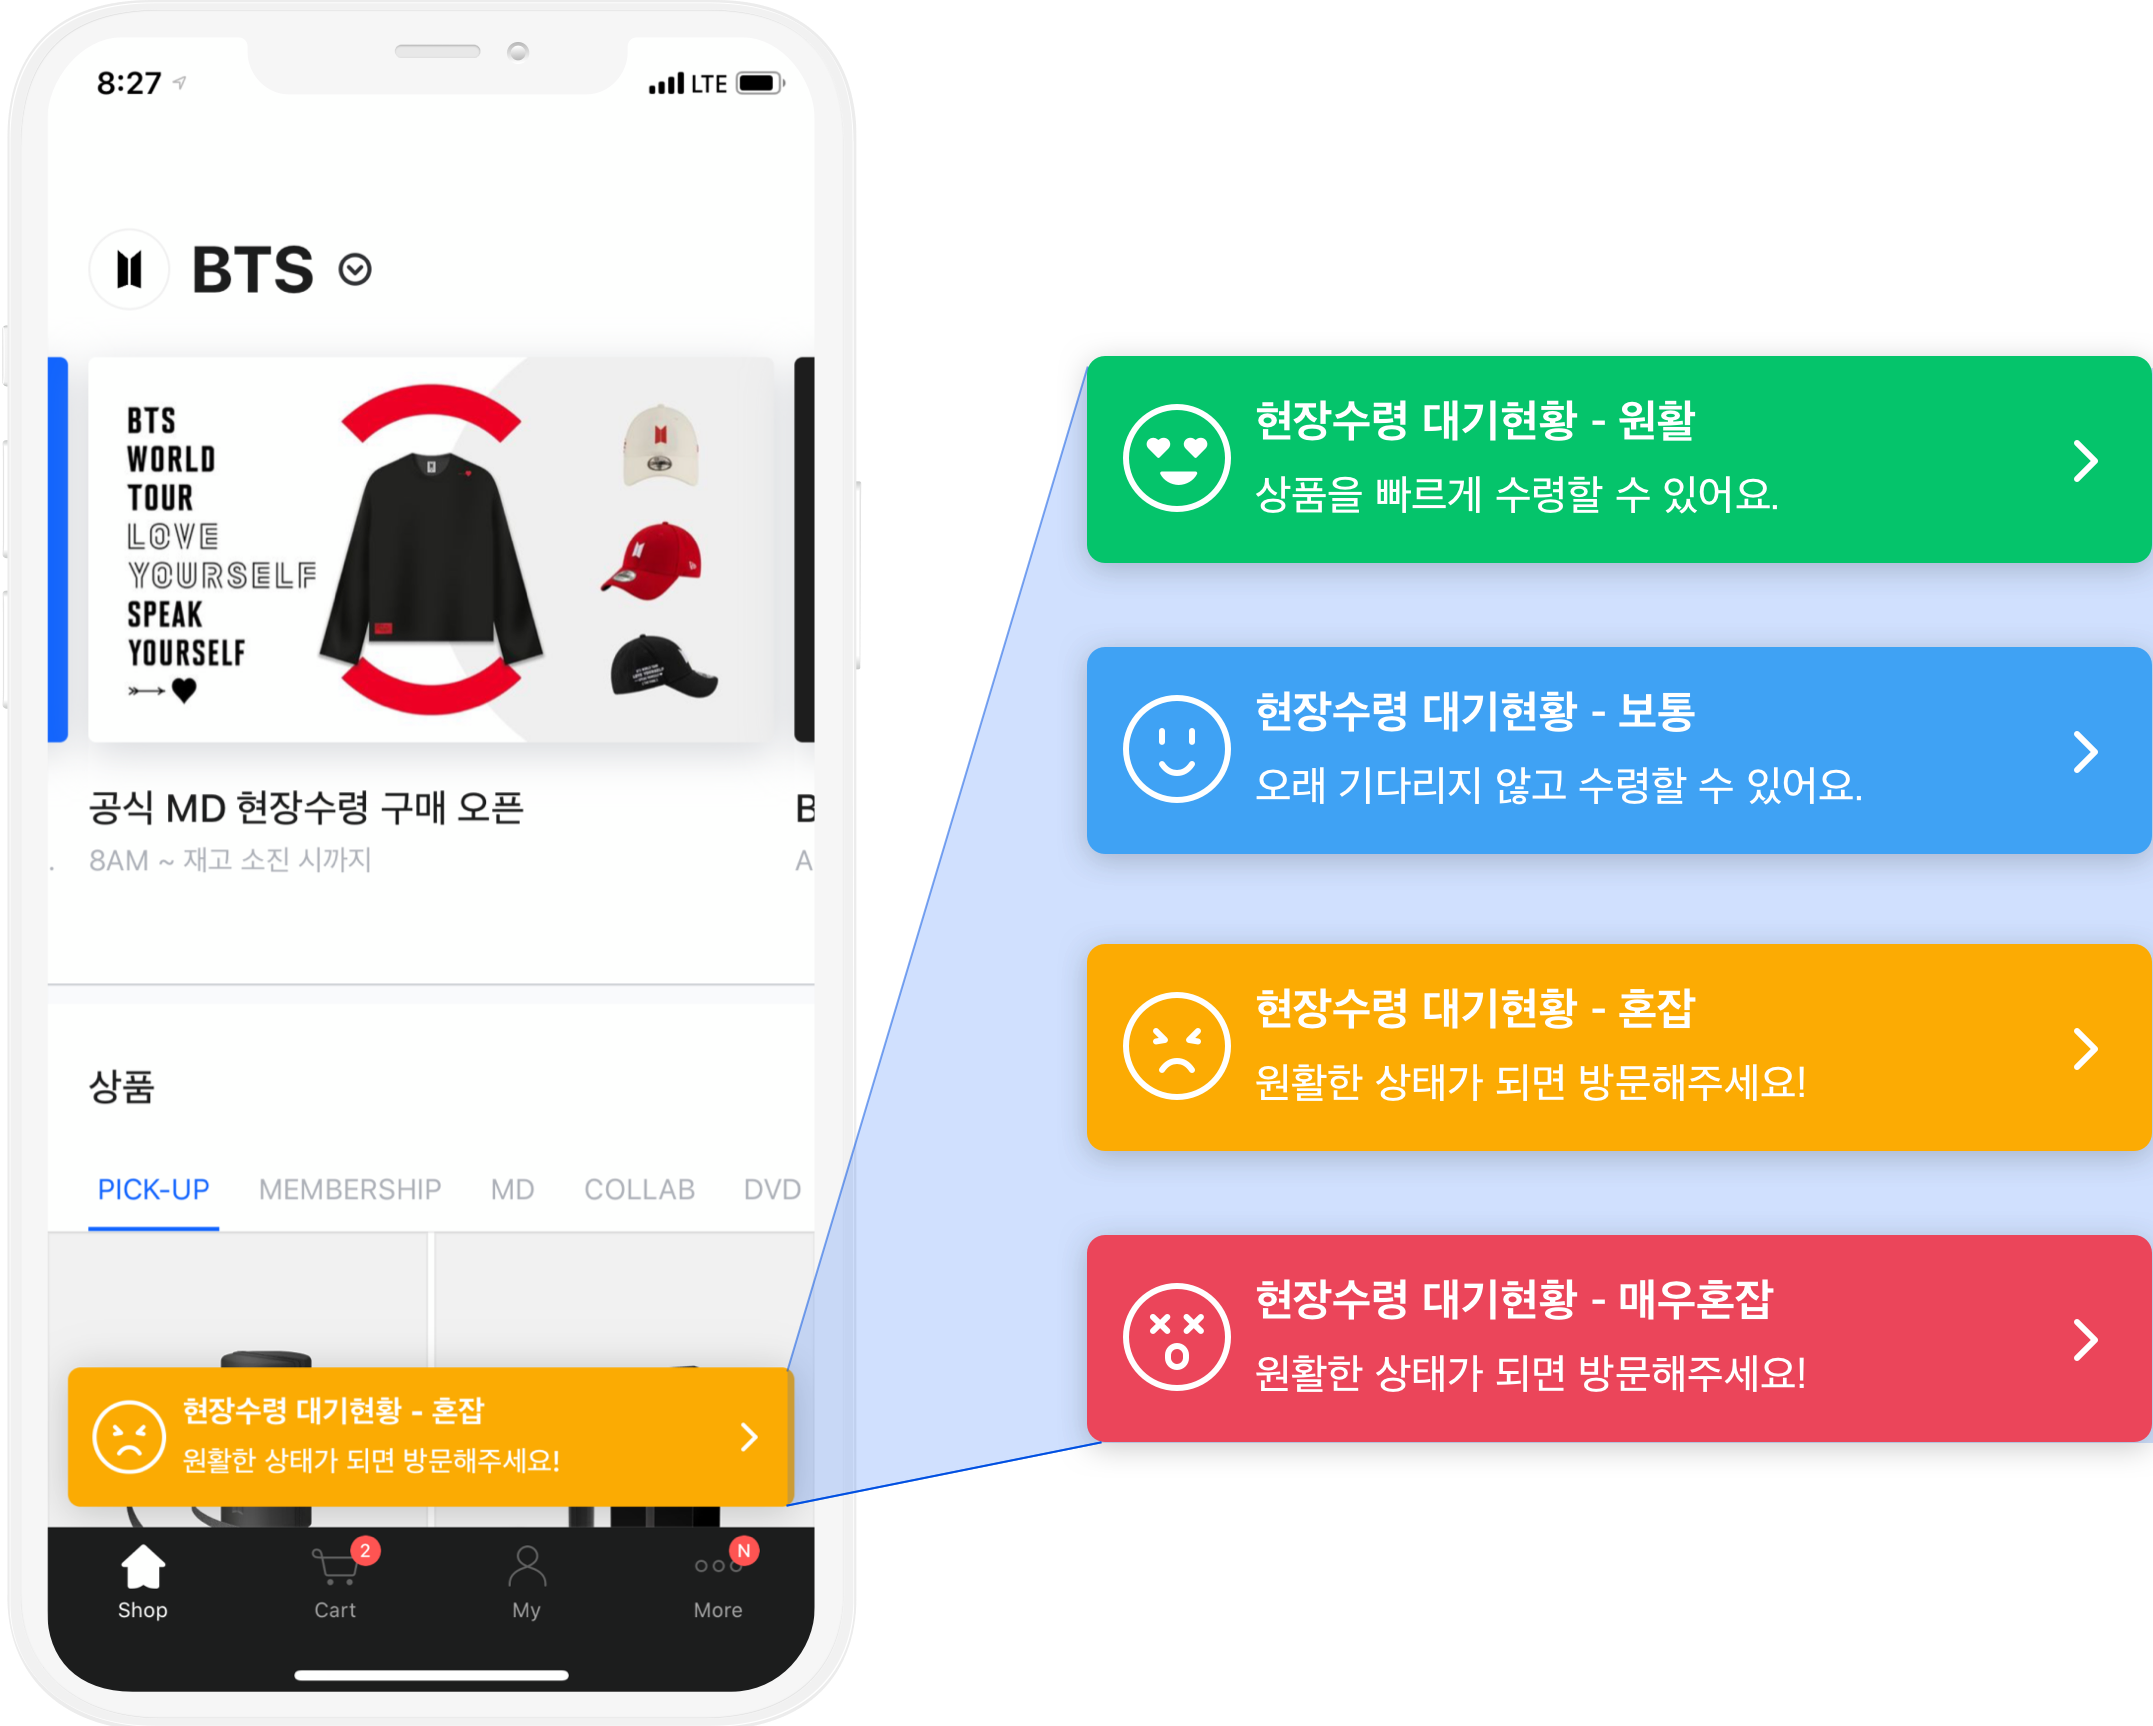 8:27
LTE
BTS
BTS
WORLD
TOUR
LOVE
YOURSELF
SPEAK
YOURSELF
공식 MD 현장수령 구매 오픈
B
8AM ~ 재고 소진 시까지
A
상품
PICK-UP MEMBERSHIP MD COLLAB DVD
현장수령 대기현황 - 혼잡
원활한 상태가 되면 방문해주세요!
2
N
Shop Cart My More
현장수령 대기현황 - 원활
상품을 빠르게 수령할 수 있어요.
현장수령 대기현황 - 보통
오래 기다리지 않고 수령할 수 있어요.
현장수령 대기현황 - 혼잡
원활한 상태가 되면 방문해주세요!
현장수령 대기현황 - 매우혼잡
원활한 상태가 되면 방문해주세요!